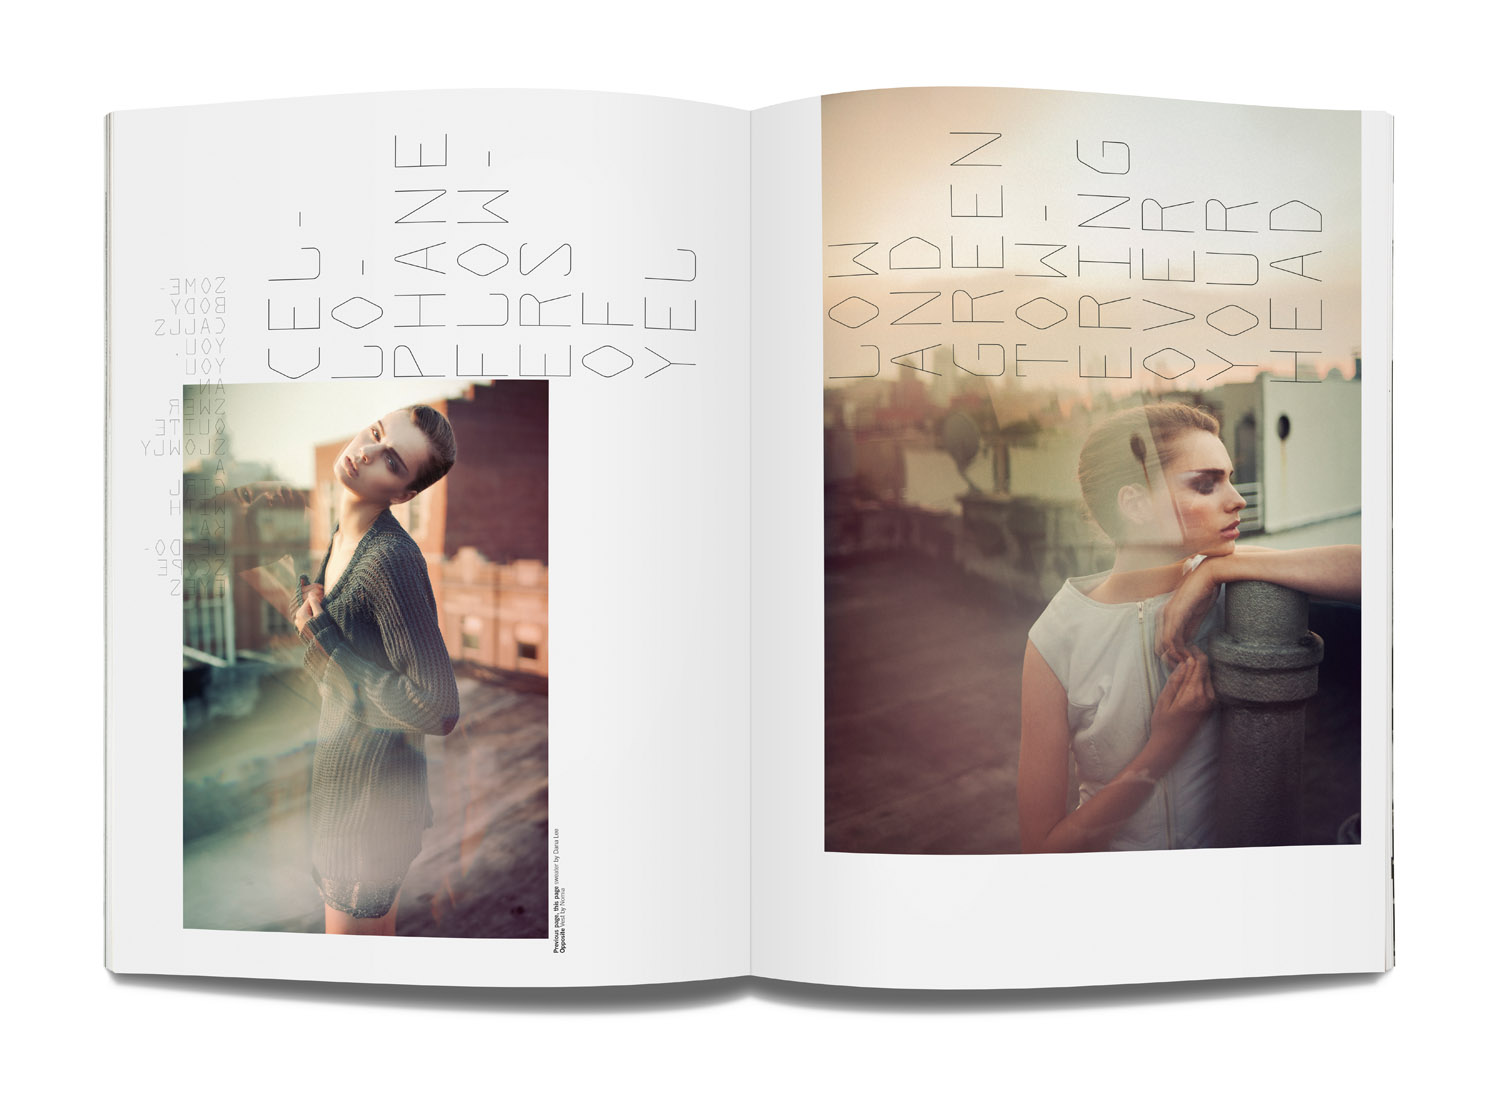 SOME-
BODY
CALLS
YOU,
YOU
AN
SWER
QUITE
SLOWLY
A
GIRL
WITH
KA-
LEIDO-
SCOPE
EYES
CEL-
LO-
PHANE
FLOW-
ERS
OF
YEL
Previous page, this page sweater by Dana Lee
Opposite Vest by Nomia
LOW
AND
GREEN
TOW-
ERING
OVER
YOUR
HEAD